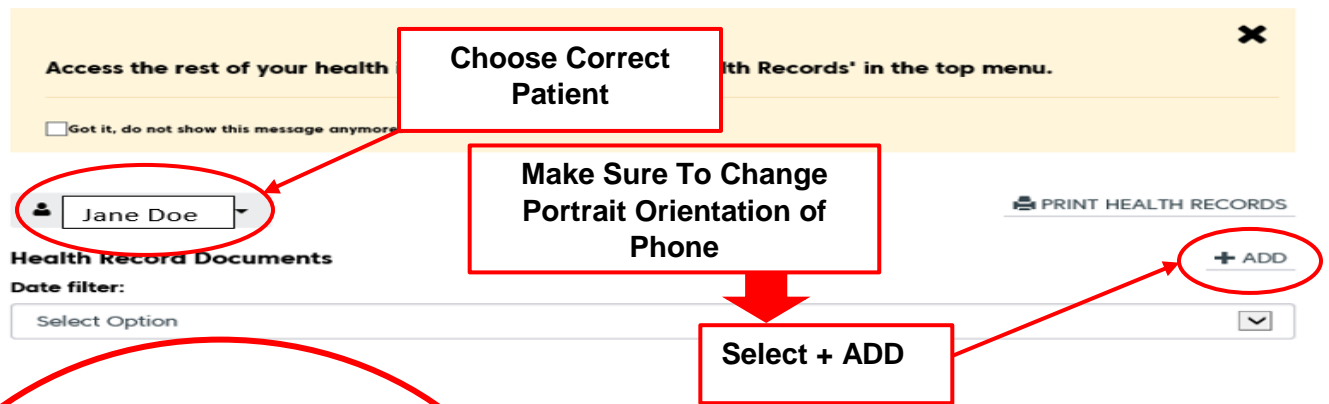 Choose Correct
Patient
Access the rest of your health i lth Records' in the top menu.
Got it, do not show this message anymore
Make Sure To Change
Portrait Orientation of
Phone
Jane Doe
PRINT HEALTH RECORDS
Health Record Documents
+ ADD
Date filter:
Select Option
Select + ADD